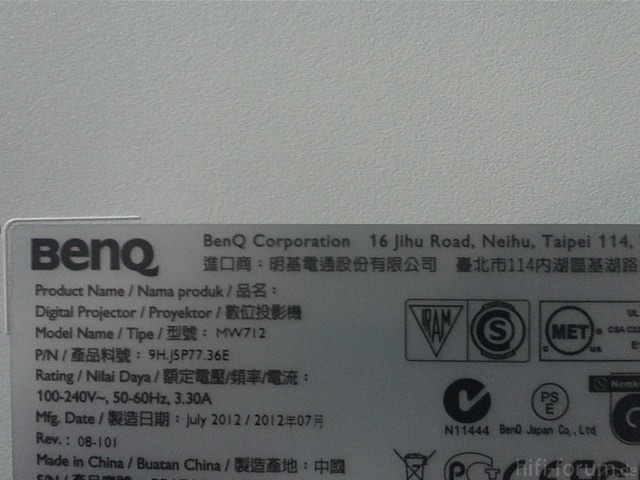 BenQ
BenQ Corporation 16 Jihu Road, Neihu, Taipei 114,
進口商：明基電通股份有限公司 臺北市114內湖區基湖路
Product Name / Nama produk / 品名：
Digital Projector / Proyektor / 數位投影機
Model Name / Tipe / 型號： MW712
P/N / 產品料號： 9H.J5P77.36E
Rating / Nilai Daya / 額定電壓/頻率/電流：
100-240V~, 50-60Hz, 3.30A
Mfg. Date / 製造日期： July 2012 / 2012年07月
Rev.: 08-101
Made in China / Buatan China / 製造產地：中國
IRAM
S
MET
C
US
UL
CSA C22
N11444
PS
E
BenQ Japan Co., Ltd.
Nemko
hifi-forum.de